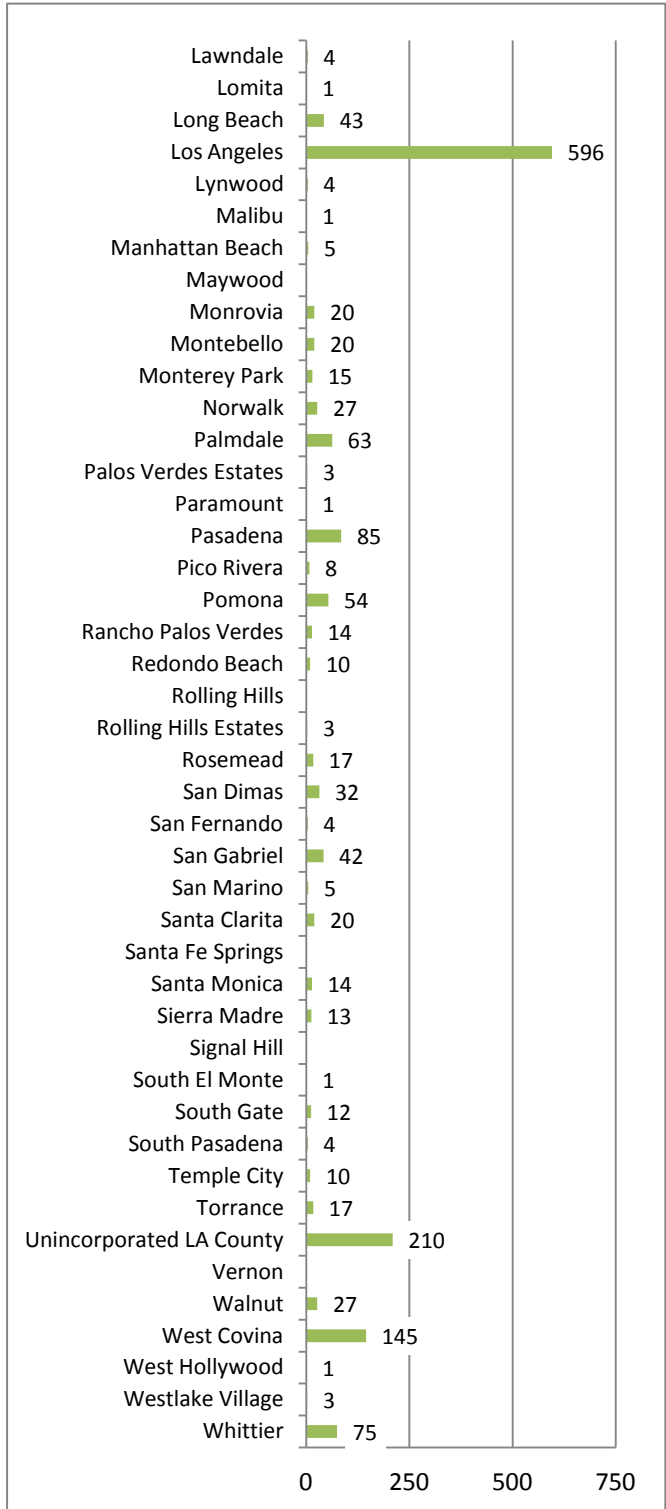 Lawndale 4
Lomita 1
Long Beach 43
Los Angeles 596
Lynwood 4
Malibu 1
Manhattan Beach 5
Maywood
Monrovia 20
Montebello 20
Monterey Park 15
Norwalk 27
Palmdale 63
Palos Verdes Estates 3
Paramount 1
Pasadena 85
Pico Rivera 8
Pomona 54
Rancho Palos Verdes 14
Redondo Beach 10
Rolling Hills
Rolling Hills Estates 3
Rosemead 17
San Dimas 32
San Fernando 4
San Gabriel 42
San Marino 5
Santa Clarita 20
Santa Fe Springs
Santa Monica 14
Sierra Madre 13
Signal Hill
South El Monte 1
South Gate 12
South Pasadena 4
Temple City 10
Torrance 17
Unincorporated LA County 210
Vernon
Walnut 27
West Covina 145
West Hollywood 1
Westlake Village 3
Whittier 75
0 250 500 750